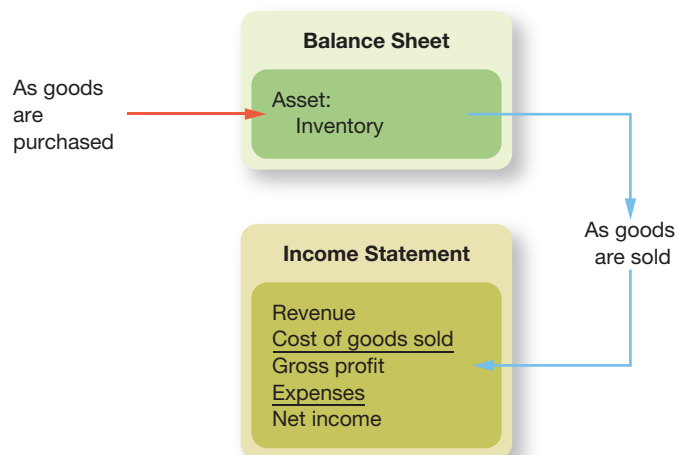 Balance Sheet
As goods
are
purchased
Asset:
Inventory
As goods
are sold
Income Statement
Revenue
Cost of goods sold
Gross profit
Expenses
Net income